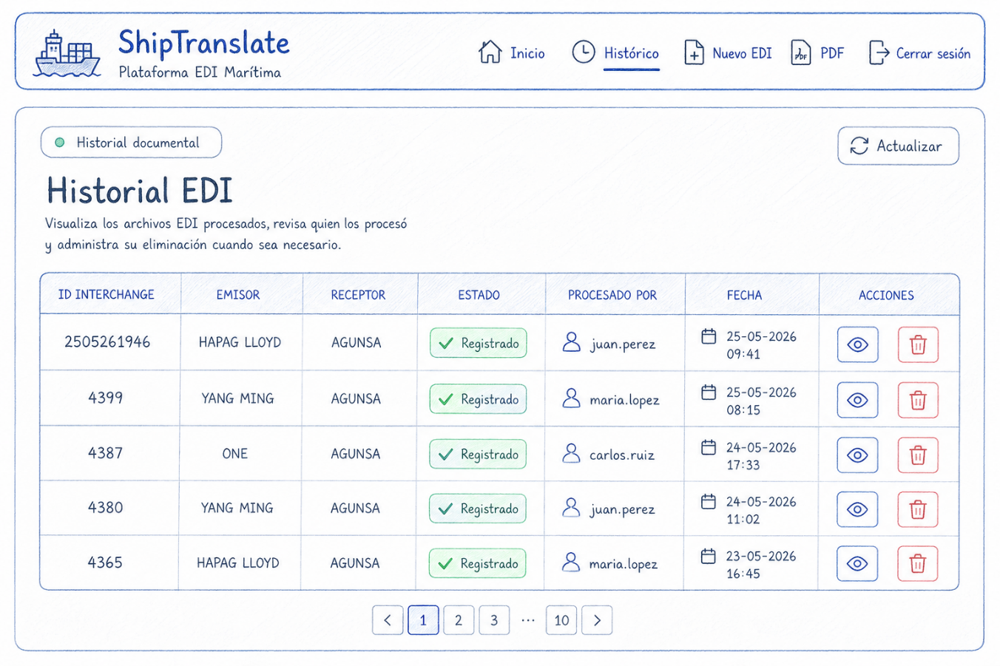 ShipTranslate
Plataforma EDI Marítima
Inicio
Histórico
Nuevo EDI
PDF
PDF
Cerrar sesión
Historial documental
Actualizar
Historial EDI
Visualiza los archivos EDI procesados, revisa quien los procesó
y administra su eliminación cuando sea necesario.
ID INTERCHANGE EMISOR RECEPTOR ESTADO PROCESADO POR FECHA ACCIONES
2505261946 HAPAG LLOYD AGUNSA Registrado juan.perez 25-05-2026
09:41
4399 YANG MING AGUNSA Registrado maria.lopez 25-05-2026
08:15
4387 ONE AGUNSA Registrado carlos.ruiz 24-05-2026
17:33
4380 YANG MING AGUNSA Registrado juan.perez 24-05-2026
11:02
4365 HAPAG LLOYD AGUNSA Registrado maria.lopez 23-05-2026
16:45
< 1 2 3 ... 10 >